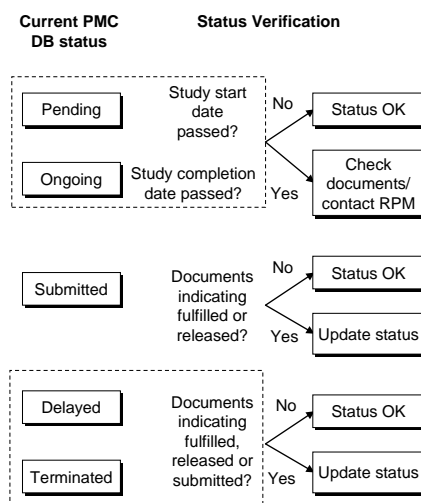 Current PMC
DB status
Status Verification
Pending
Study start
date
passed?
No
Status OK
Ongoing
Study completion
date passed?
Yes
Check
documents/
contact RPM
Submitted
Documents
indicating
fulfilled or
released?
No
Status OK
Yes
Update status
Delayed
Terminated
Documents
indicating
fulfilled,
released or
submitted?
No
Status OK
Yes
Update status